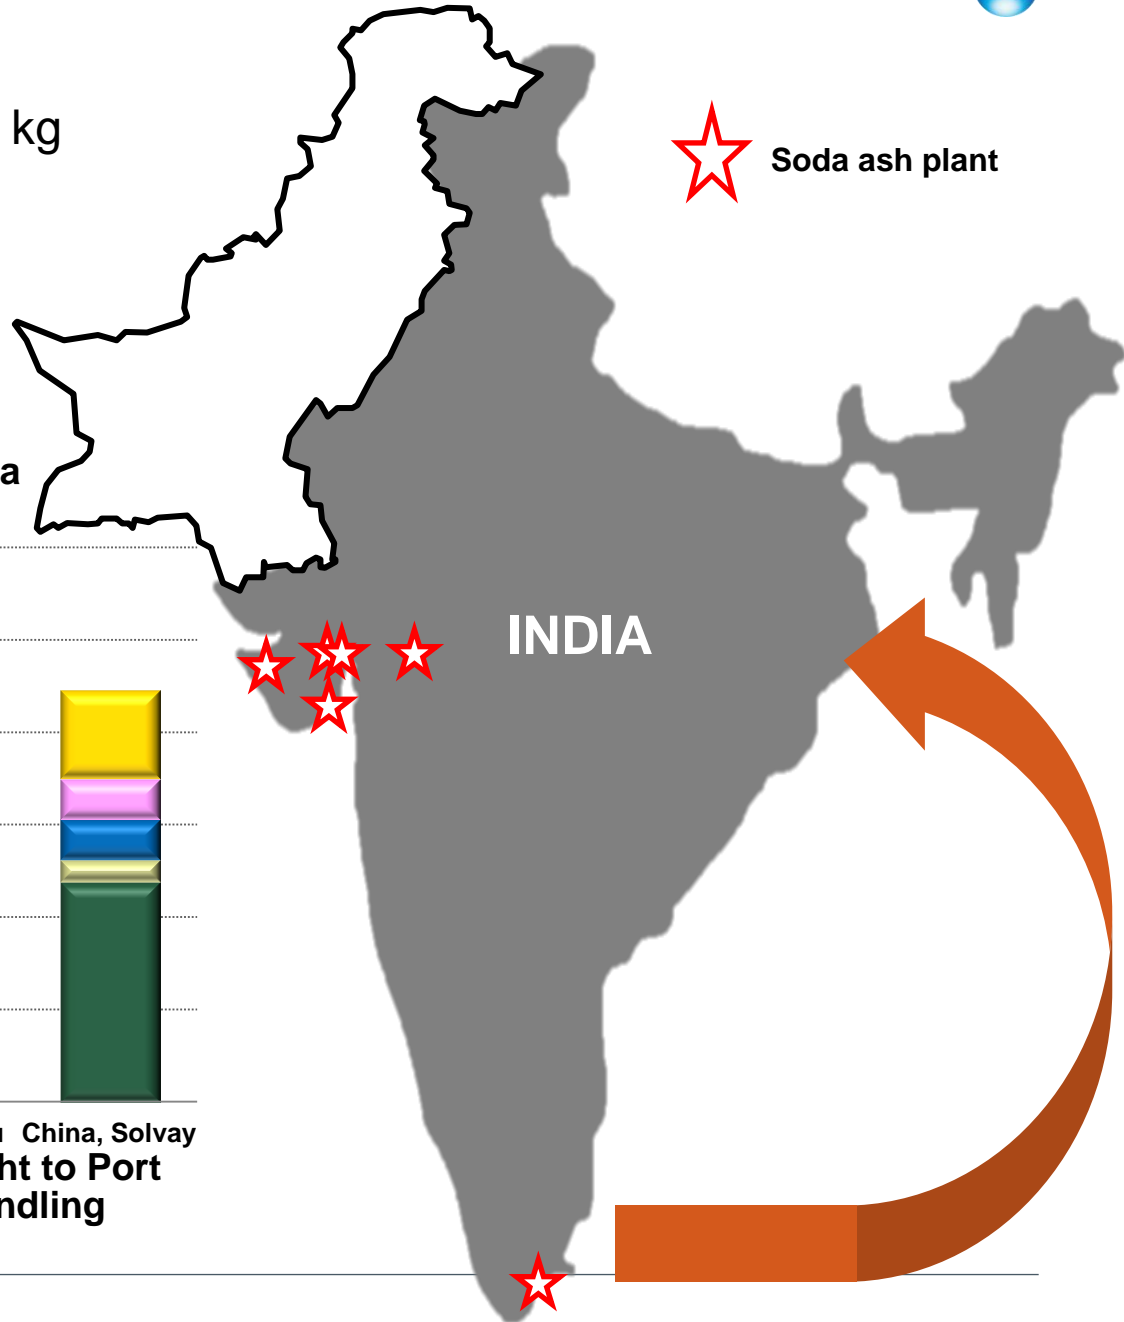 kg
Soda ash plant
a
INDIA
China, Solvay
ht to Port
ndling